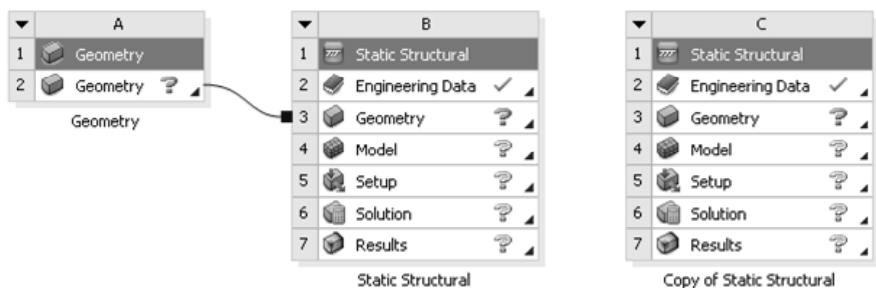 A
1 Geometry
2 Geometry ?
Geometry
B
1 Static Structural
2 Engineering Data ✓
3 Geometry ?
4 Model ?
5 Setup ?
6 Solution ?
7 Results ?
Static Structural
C
1 Static Structural
2 Engineering Data ✓
3 Geometry ?
4 Model ?
5 Setup ?
6 Solution ?
7 Results ?
Copy of Static Structural